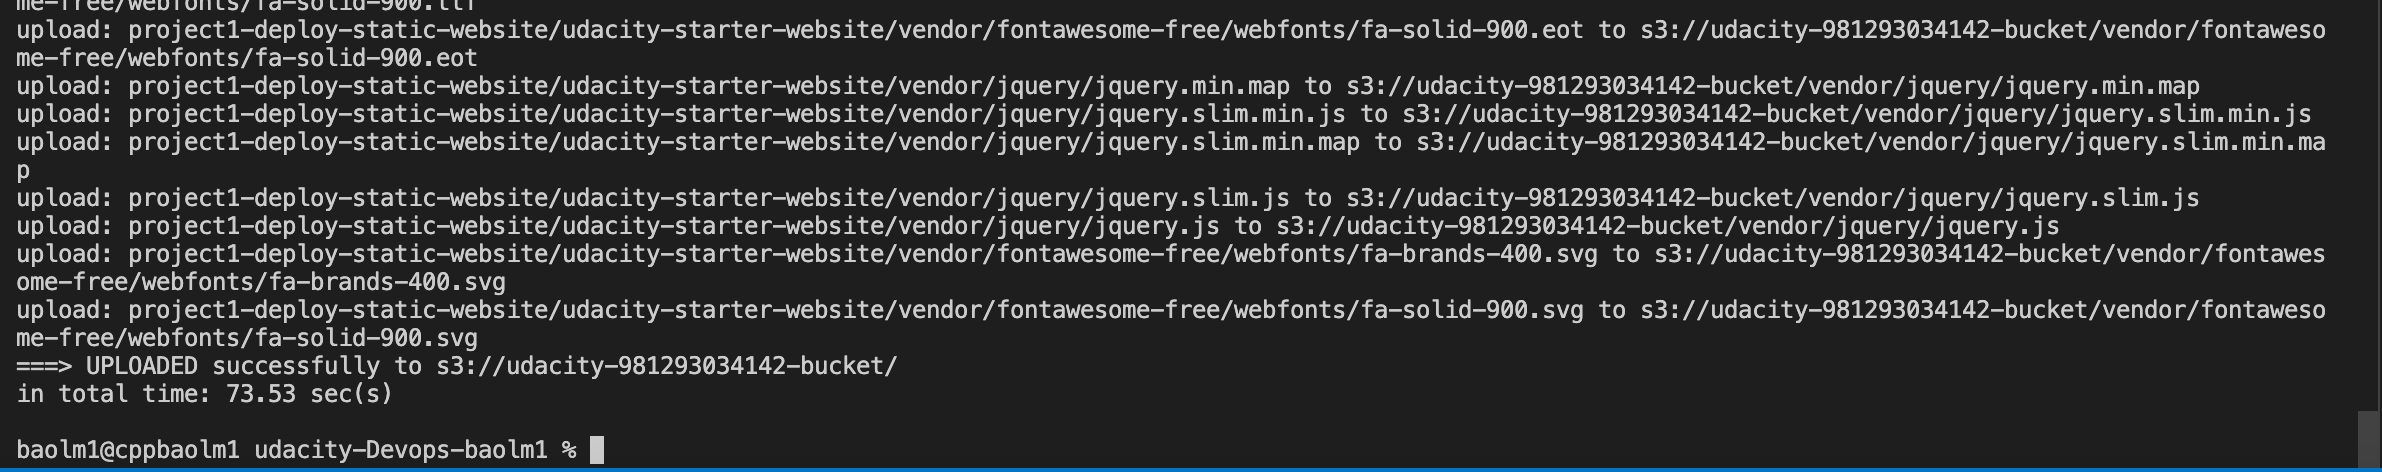 me-free/webfonts/fa-solid-900.ttf
upload: project1-deploy-static-website/udacity-starter-website/vendor/fontawesome-free/webfonts/fa-solid-900.eot to s3://udacity-981293034142-bucket/vendor/fontaweso
me-free/webfonts/fa-solid-900.eot
upload: project1-deploy-static-website/udacity-starter-website/vendor/jquery/jquery.min.map to s3://udacity-981293034142-bucket/vendor/jquery/jquery.min.map
upload: project1-deploy-static-website/udacity-starter-website/vendor/jquery/jquery.slim.min.js to s3://udacity-981293034142-bucket/vendor/jquery/jquery.slim.min.js
upload: project1-deploy-static-website/udacity-starter-website/vendor/jquery/jquery.slim.min.map to s3://udacity-981293034142-bucket/vendor/jquery/jquery.slim.min.ma
p
upload: project1-deploy-static-website/udacity-starter-website/vendor/jquery/jquery.slim.js to s3://udacity-981293034142-bucket/vendor/jquery/jquery.slim.js
upload: project1-deploy-static-website/udacity-starter-website/vendor/jquery/jquery.js to s3://udacity-981293034142-bucket/vendor/jquery/jquery.js
upload: project1-deploy-static-website/udacity-starter-website/vendor/fontawesome-free/webfonts/fa-brands-400.svg to s3://udacity-981293034142-bucket/vendor/fontawes
ome-free/webfonts/fa-brands-400.svg
upload: project1-deploy-static-website/udacity-starter-website/vendor/fontawesome-free/webfonts/fa-solid-900.svg to s3://udacity-981293034142-bucket/vendor/fontaweso
me-free/webfonts/fa-solid-900.svg
===> UPLOADED successfully to s3://udacity-981293034142-bucket/
in total time: 73.53 sec(s)
baolm1@cppbaolm1 udacity-Devops-baolm1 %